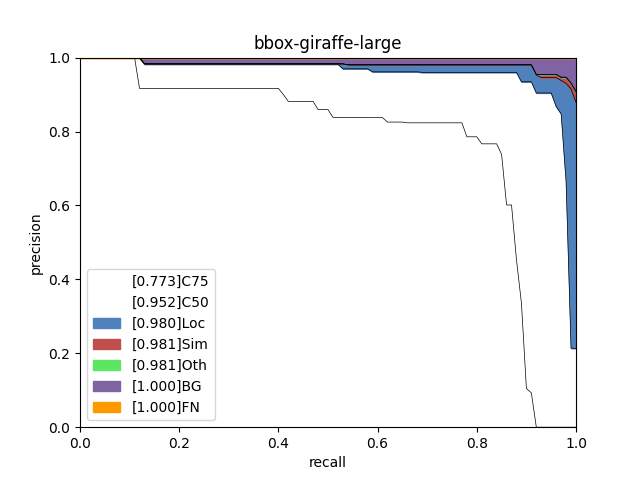 bbox-giraffe-large
1.0
0.8
0.6
0.4
0.2
0.0
precision
[0.773]C75
[0.952]C50
[0.980]Loc
[0.981]Sim
[0.981]Oth
[1.000]BG
[1.000]FN
0.0 0.2 0.4 0.6 0.8 1.0
recall